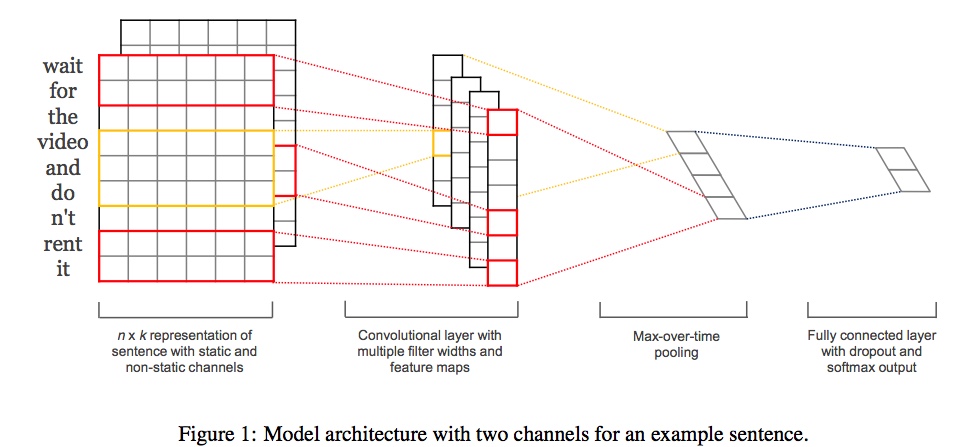 wait
for
the
video
and
do
n't
rent
it
n x k representation of
sentence with static and
non-static channels
Convolutional layer with
multiple filter widths and
feature maps
Max-over-time
pooling
Fully connected layer
with dropout and
softmax output
Figure 1: Model architecture with two channels for an example sentence.